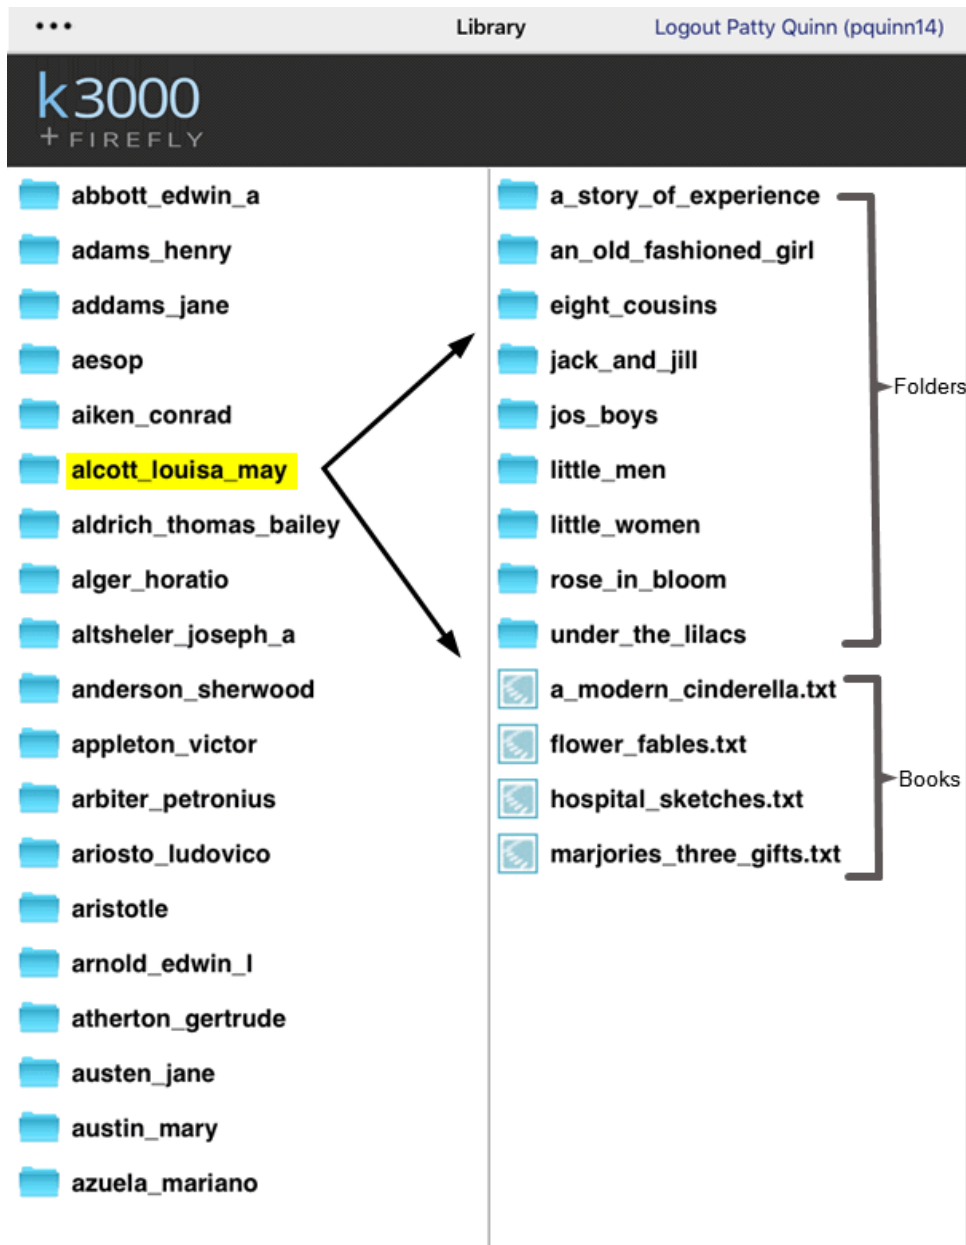 Library
Logout Patty Quinn (pquinn14)
k3000
+ FIREFLY
abbott_edwin_a
adams_henry
addams_jane
aesop
aiken_conrad
alcott_louisa_may
aldrich_thomas_bailey
alger_horatio
altsheler_joseph_a
anderson_sherwood
appleton_victor
arbiter_petronius
ariosto_ludovico
aristotle
arnold_edwin_l
atherton_gertrude
austen_jane
austin_mary
azuela_mariano
a_story_of_experience
an_old_fashioned_girl
eight_cousins
jack_and_jill
jos_boys
little_men
little_women
rose_in_bloom
under_the_lilacs
Folders
a_modern_cinderella.txt
flower_fables.txt
hospital_sketches.txt
marjories_three_gifts.txt
Books